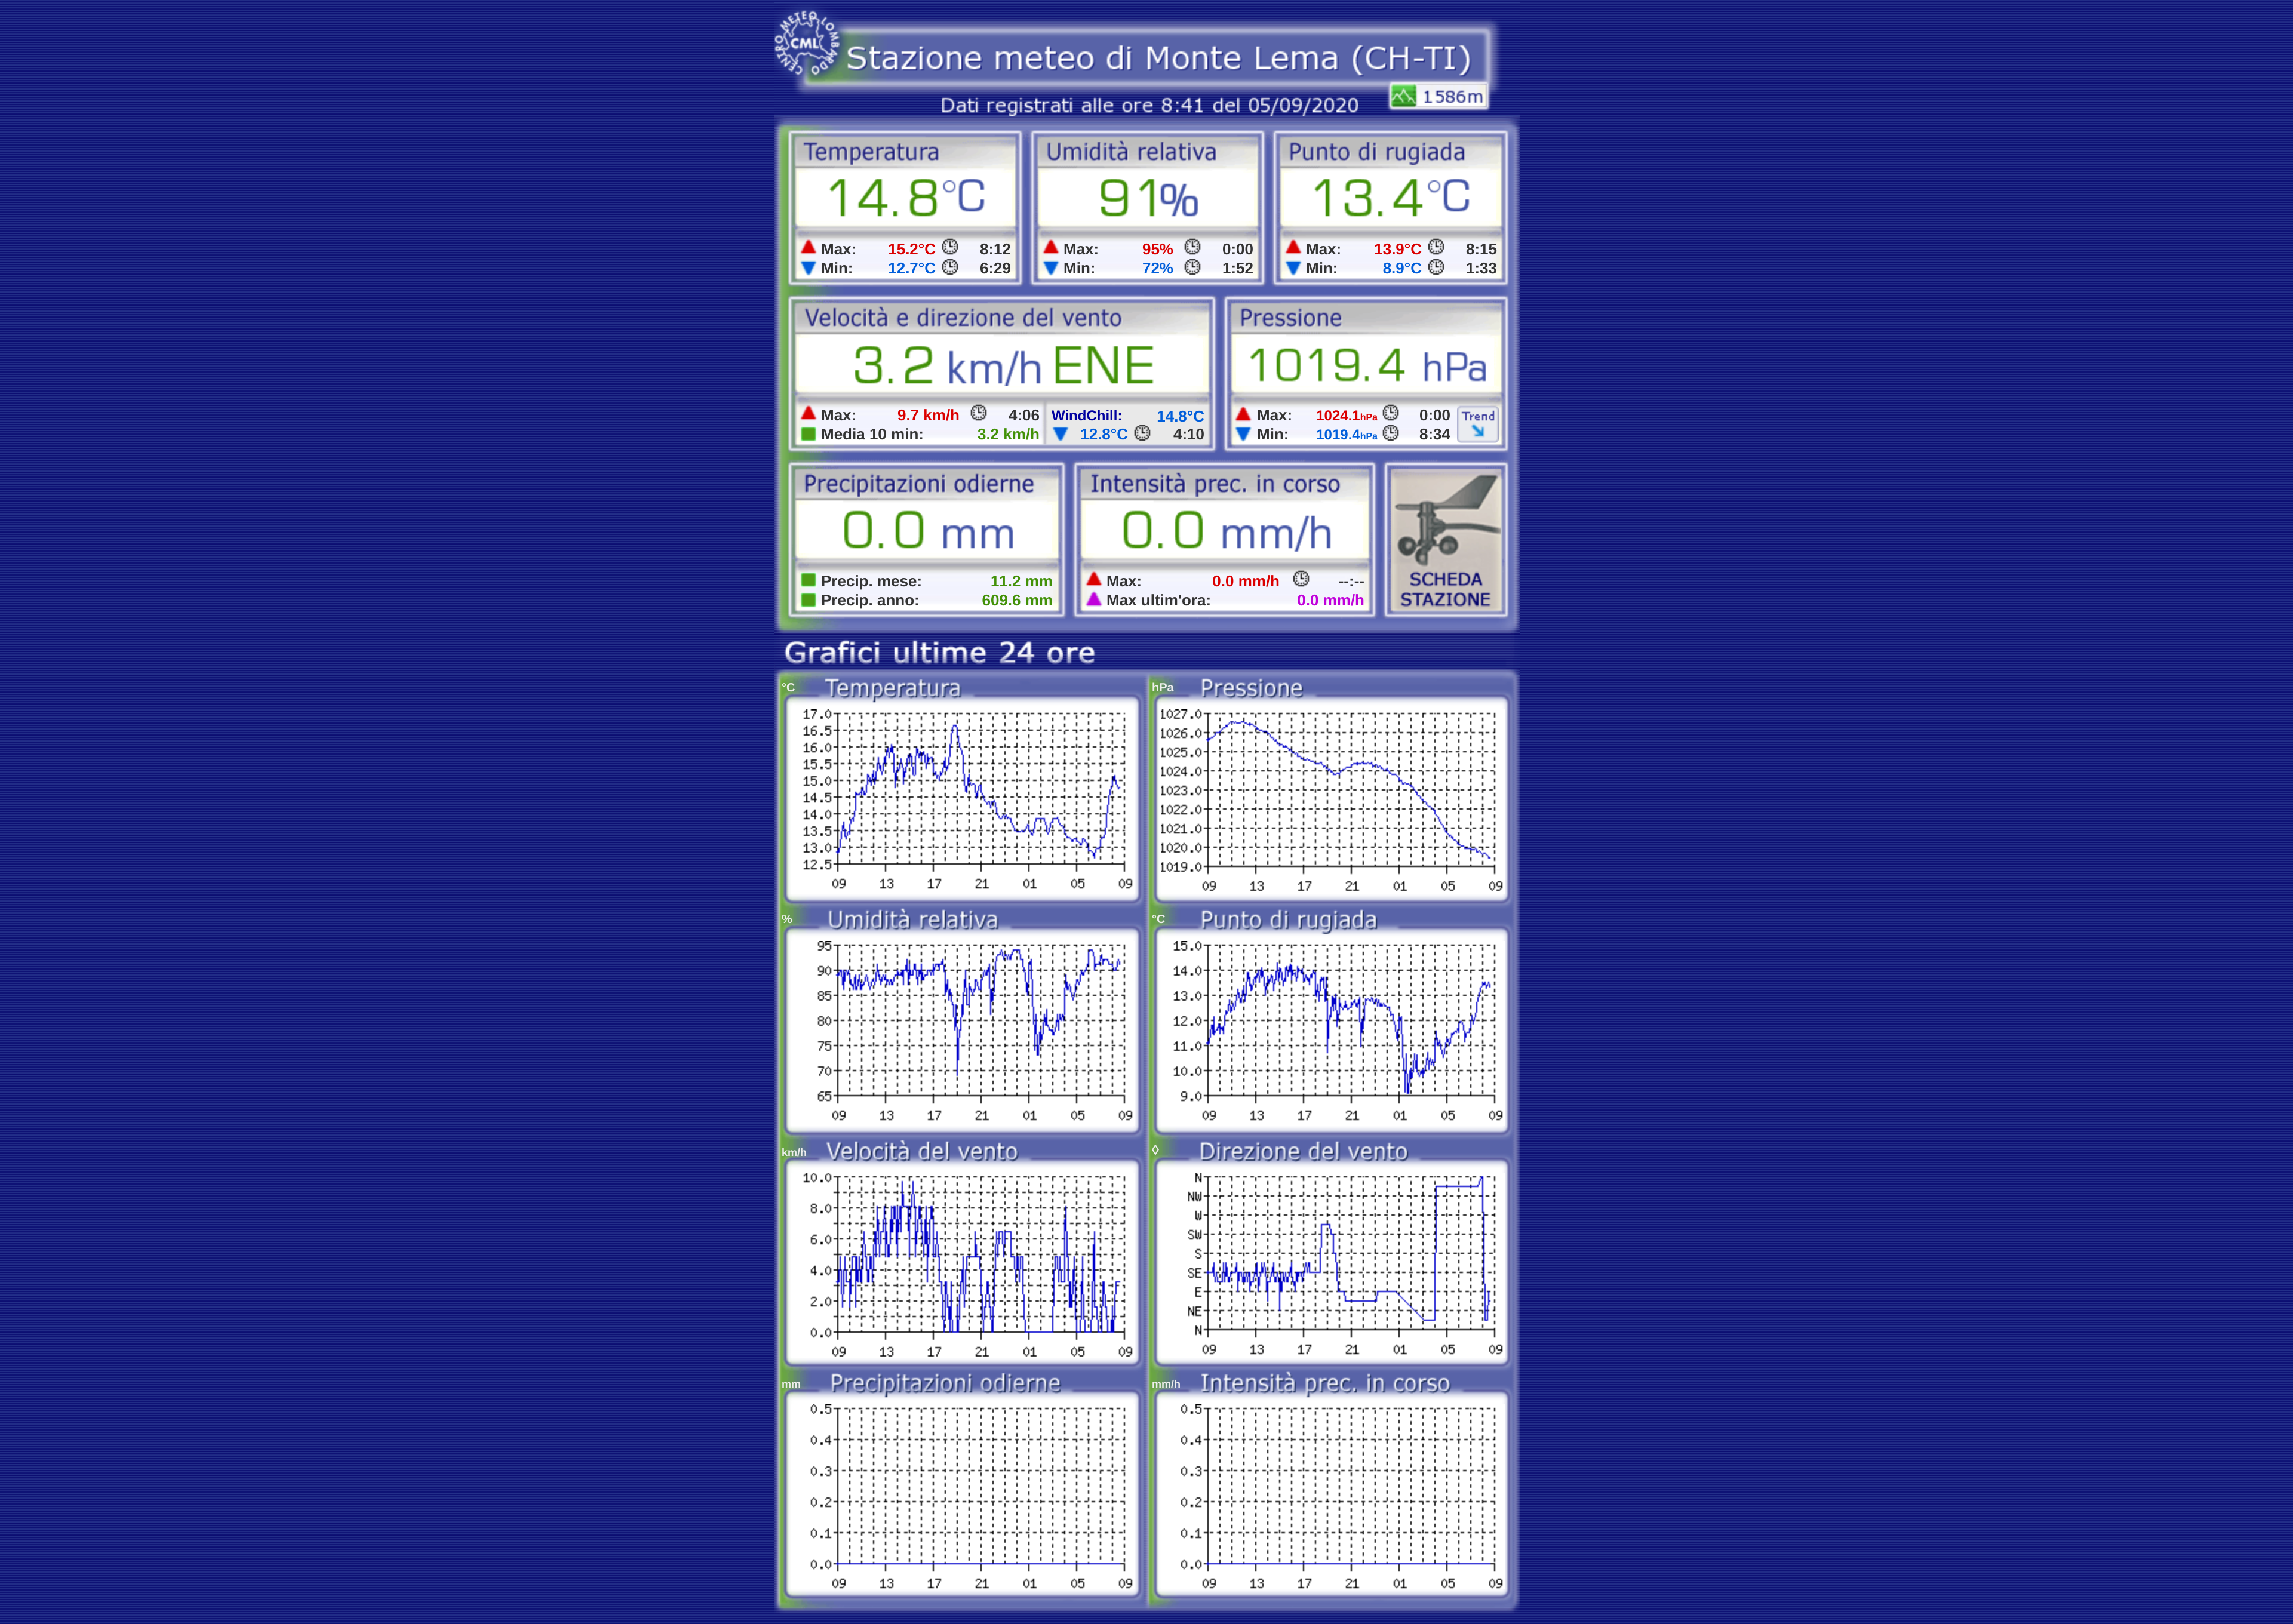 CENTRO METEO LOMBARDO
CML
Stazione meteo di Monte Lema (CH-TI)
1586m
Dati registrati alle ore 8:41 del 05/09/2020
Temperatura
14.8°C
Max: 15.2°C 8:12
Min: 12.7°C 6:29
Umidità relativa
91%
Max: 95% 0:00
Min: 72% 1:52
Punto di rugiada
13.4°C
Max: 13.9°C 8:15
Min: 8.9°C 1:33
Velocità e direzione del vento
3.2 km/h ENE
Max: 9.7 km/h 4:06
Media 10 min: 3.2 km/h
WindChill: 14.8°C
12.8°C 4:10
Pressione
1019.4 hPa
Max: 1024.1hPa 0:00
Min: 1019.4hPa 8:34
Trend
Precipitazioni odierne
0.0 mm
Precip. mese: 11.2 mm
Precip. anno: 609.6 mm
Intensità prec. in corso
0.0 mm/h
Max: 0.0 mm/h --:--
Max ultim'ora: 0.0 mm/h
SCHEDA
STAZIONE
Grafici ultime 24 ore
°C Temperatura
17.0
16.5
16.0
15.5
15.0
14.5
14.0
13.5
13.0
12.5
09 13 17 21 01 05 09
hPa Pressione
1027.0
1026.0
1025.0
1024.0
1023.0
1022.0
1021.0
1020.0
1019.0
09 13 17 21 01 05 09
% Umidità relativa
95
90
85
80
75
70
65
09 13 17 21 01 05 09
°C Punto di rugiada
15.0
14.0
13.0
12.0
11.0
10.0
9.0
09 13 17 21 01 05 09
km/h Velocità del vento
10.0
8.0
6.0
4.0
2.0
0.0
09 13 17 21 01 05 09
◊ Direzione del vento
N
NW
W
SW
S
SE
E
NE
N
09 13 17 21 01 05 09
mm Precipitazioni odierne
0.5
0.4
0.3
0.2
0.1
0.0
09 13 17 21 01 05 09
mm/h Intensità prec. in corso
0.5
0.4
0.3
0.2
0.1
0.0
09 13 17 21 01 05 09